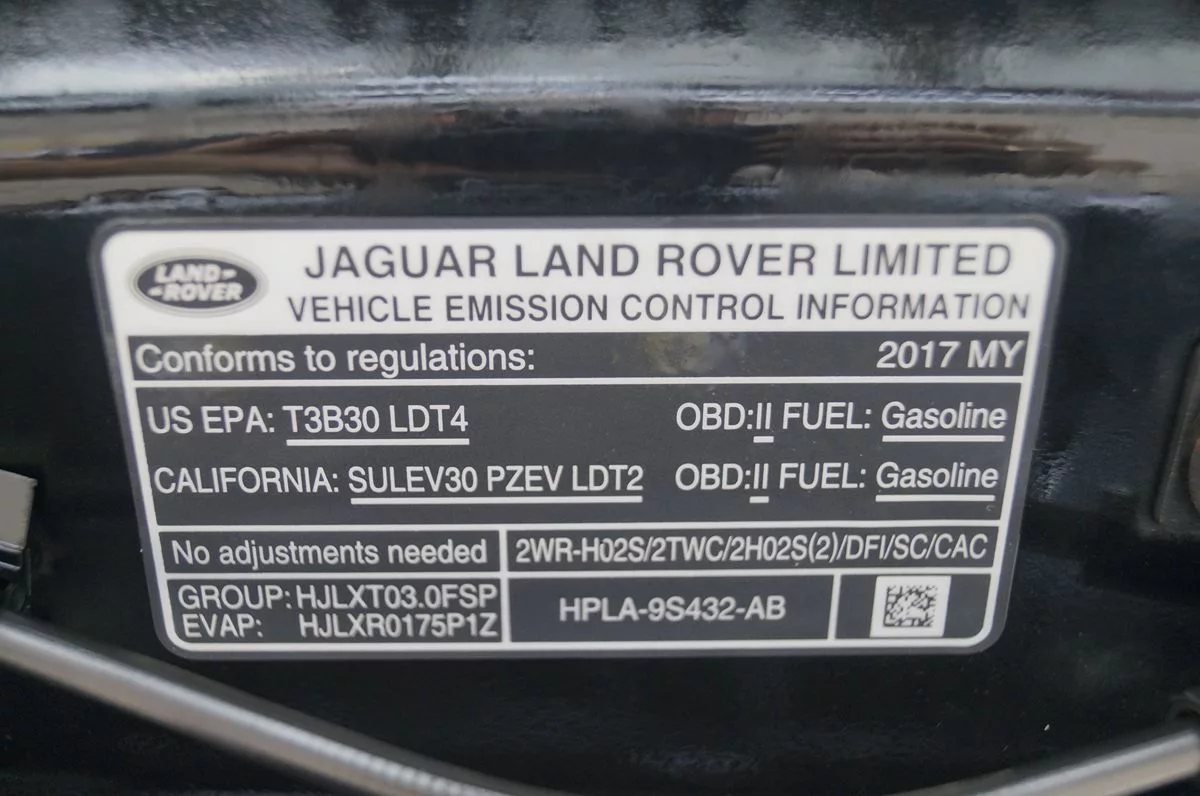 LAND-
-ROVER
JAGUAR LAND ROVER LIMITED
VEHICLE EMISSION CONTROL INFORMATION
Conforms to regulations: 2017 MY
US EPA: T3B30 LDT4 OBD:II FUEL: Gasoline
CALIFORNIA: SULEV30 PZEV LDT2 OBD:II FUEL: Gasoline
No adjustments needed 2WR-HO2S/2TWC/2HO2S(2)/DFI/SC/CAC
GROUP: HJLXT03.0FSP
EVAP: HJLXR0175P1Z
HPLA-9S432-AB